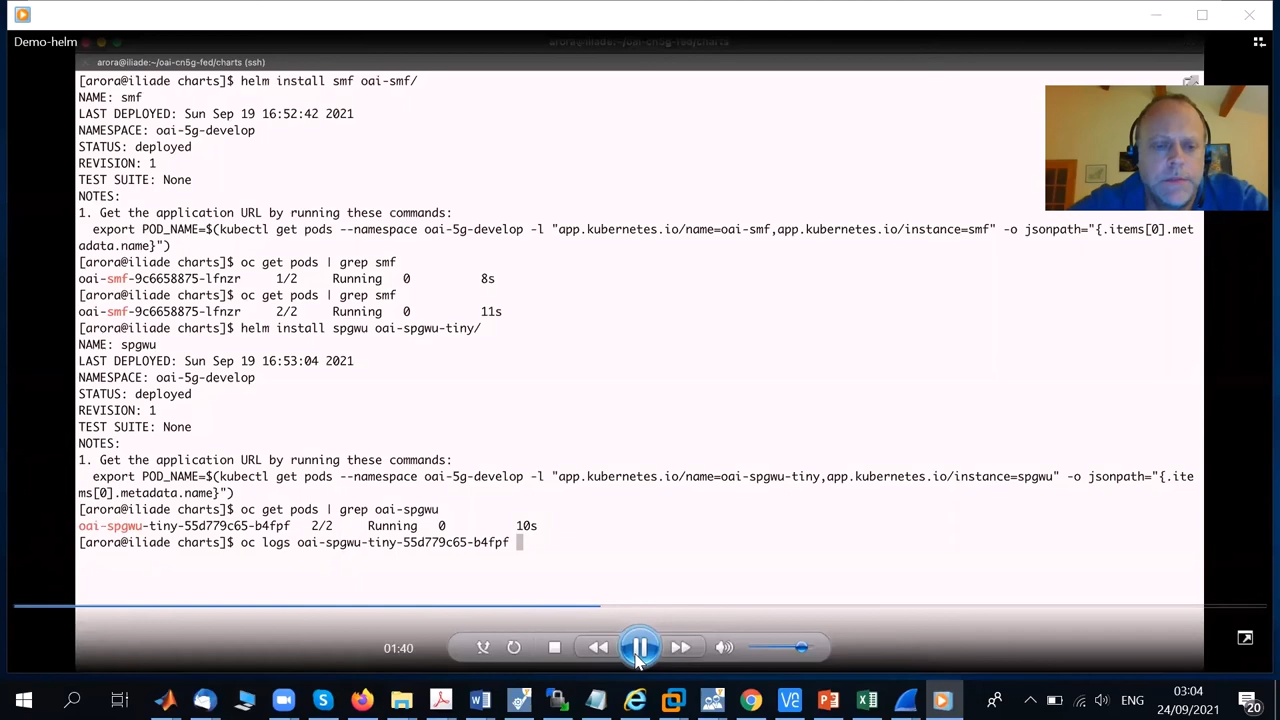 Demo-helm
arora@iliade:~/oai-cn5g-fed/charts
arora@iliade:~/oai-cn5g-fed/charts (ssh)
[arora@iliade charts]$ helm install smf oai-smf/
NAME: smf
LAST DEPLOYED: Sun Sep 19 16:52:42 2021
NAMESPACE: oai-5g-develop
STATUS: deployed
REVISION: 1
TEST SUITE: None
NOTES:
1. Get the application URL by running these commands:
  export POD_NAME=$(kubectl get pods --namespace oai-5g-develop -l "app.kubernetes.io/name=oai-smf,app.kubernetes.io/instance=smf" -o jsonpath="{.items[0].met
adata.name}")
[arora@iliade charts]$ oc get pods | grep smf
oai-smf-9c6658875-lfnzr     1/2     Running   0          8s
[arora@iliade charts]$ oc get pods | grep smf
oai-smf-9c6658875-lfnzr     2/2     Running   0          11s
[arora@iliade charts]$ helm install spgwu oai-spgwu-tiny/
NAME: spgwu
LAST DEPLOYED: Sun Sep 19 16:53:04 2021
NAMESPACE: oai-5g-develop
STATUS: deployed
REVISION: 1
TEST SUITE: None
NOTES:
1. Get the application URL by running these commands:
  export POD_NAME=$(kubectl get pods --namespace oai-5g-develop -l "app.kubernetes.io/name=oai-spgwu-tiny,app.kubernetes.io/instance=spgwu" -o jsonpath="{.ite
ms[0].metadata.name}")
[arora@iliade charts]$ oc get pods | grep oai-spgwu
oai-spgwu-tiny-55d779c65-b4fpf   2/2     Running   0          10s
[arora@iliade charts]$ oc logs oai-spgwu-tiny-55d779c65-b4fpf
01:40
ENG
03:04
24/09/2021
20